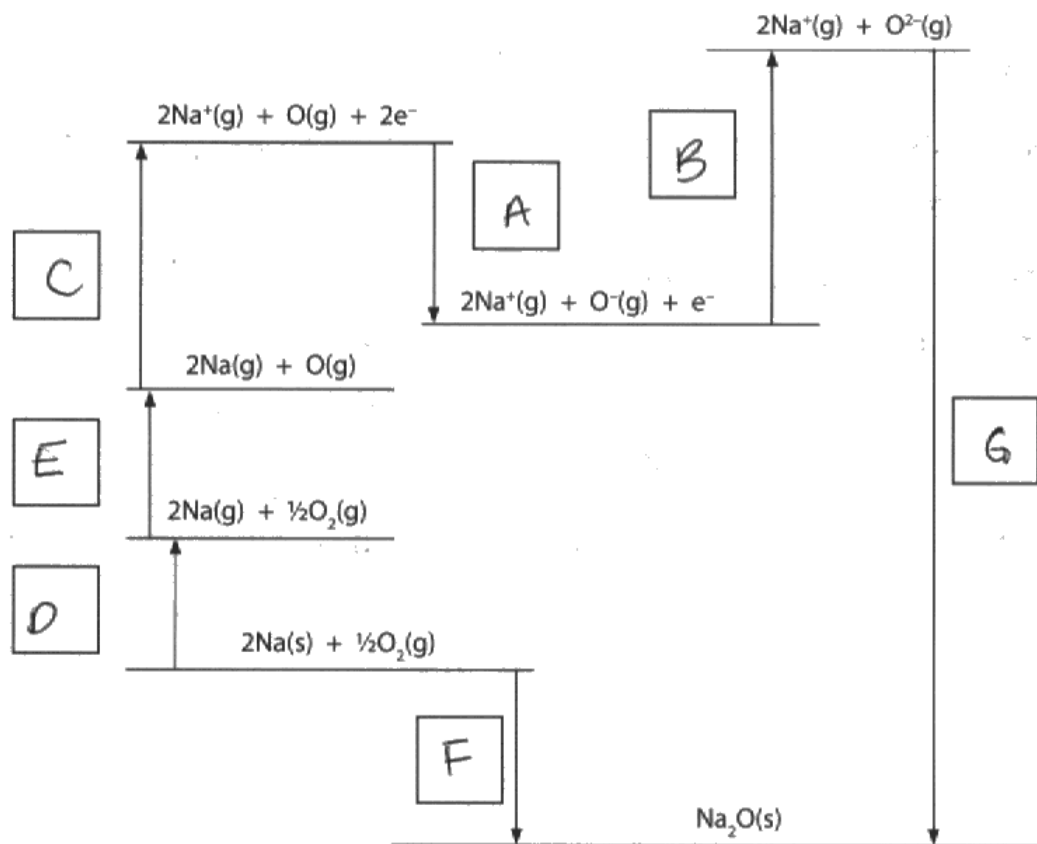 2Na⁺(g) + O²⁻(g)
2Na⁺(g) + O(g) + 2e⁻
B
A
C
2Na⁺(g) + O⁻(g) + e⁻
2Na(g) + O(g)
E
G
2Na(g) + ½O₂(g)
D
2Na(s) + ½O₂(g)
F
Na₂O(s)